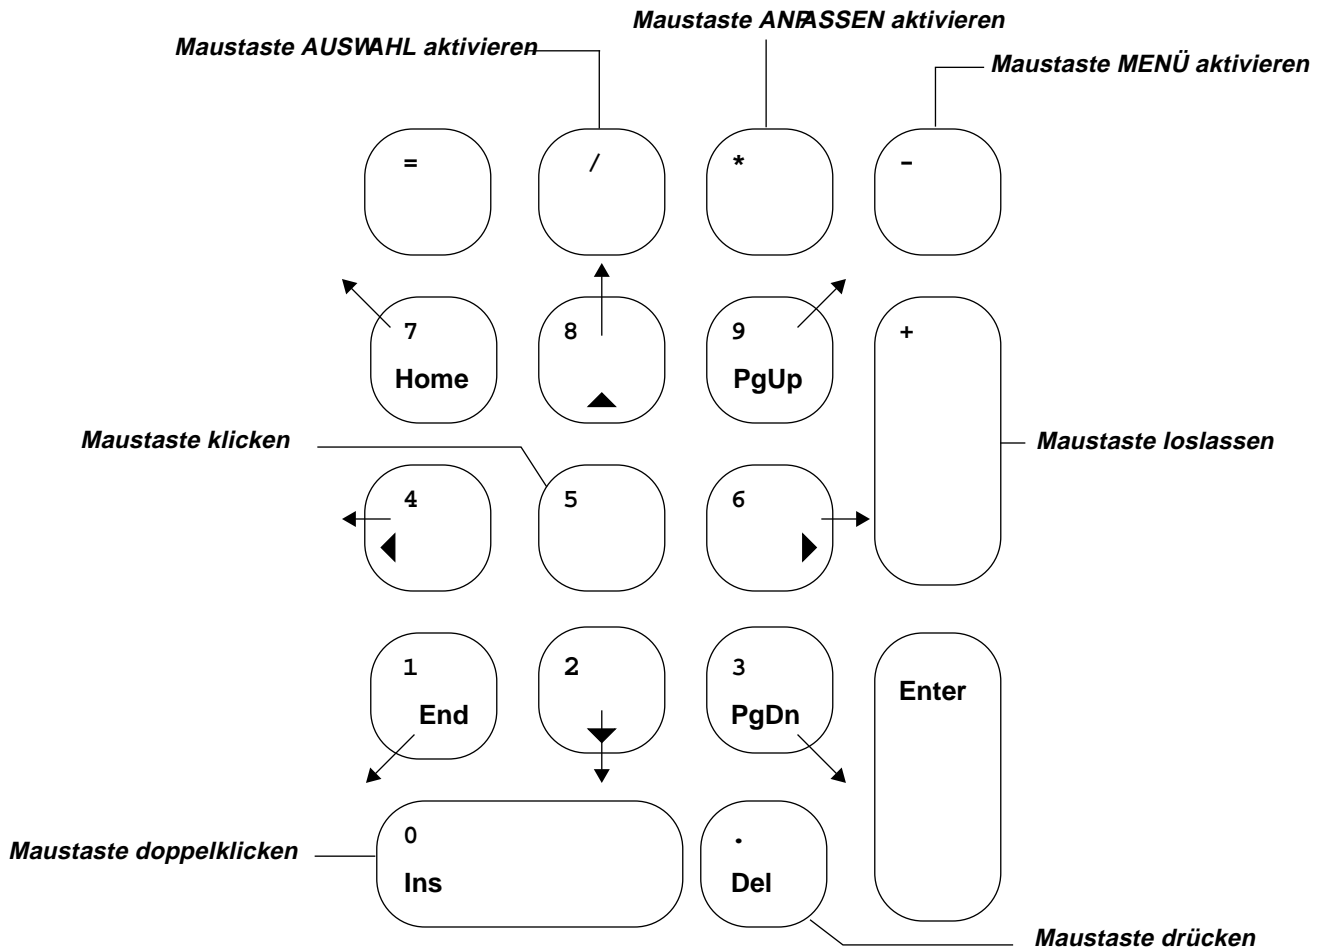 Maustaste ANPASSEN aktivieren
Maustaste AUSWAHL aktivieren
Maustaste MENÜ aktivieren
= / * -
7 8 9 +
Home PgUp
Maustaste klicken
Maustaste loslassen
4 5 6
1 2 3
Enter
End PgDn
0 .
Maustaste doppelklicken
Ins Del
Maustaste drücken